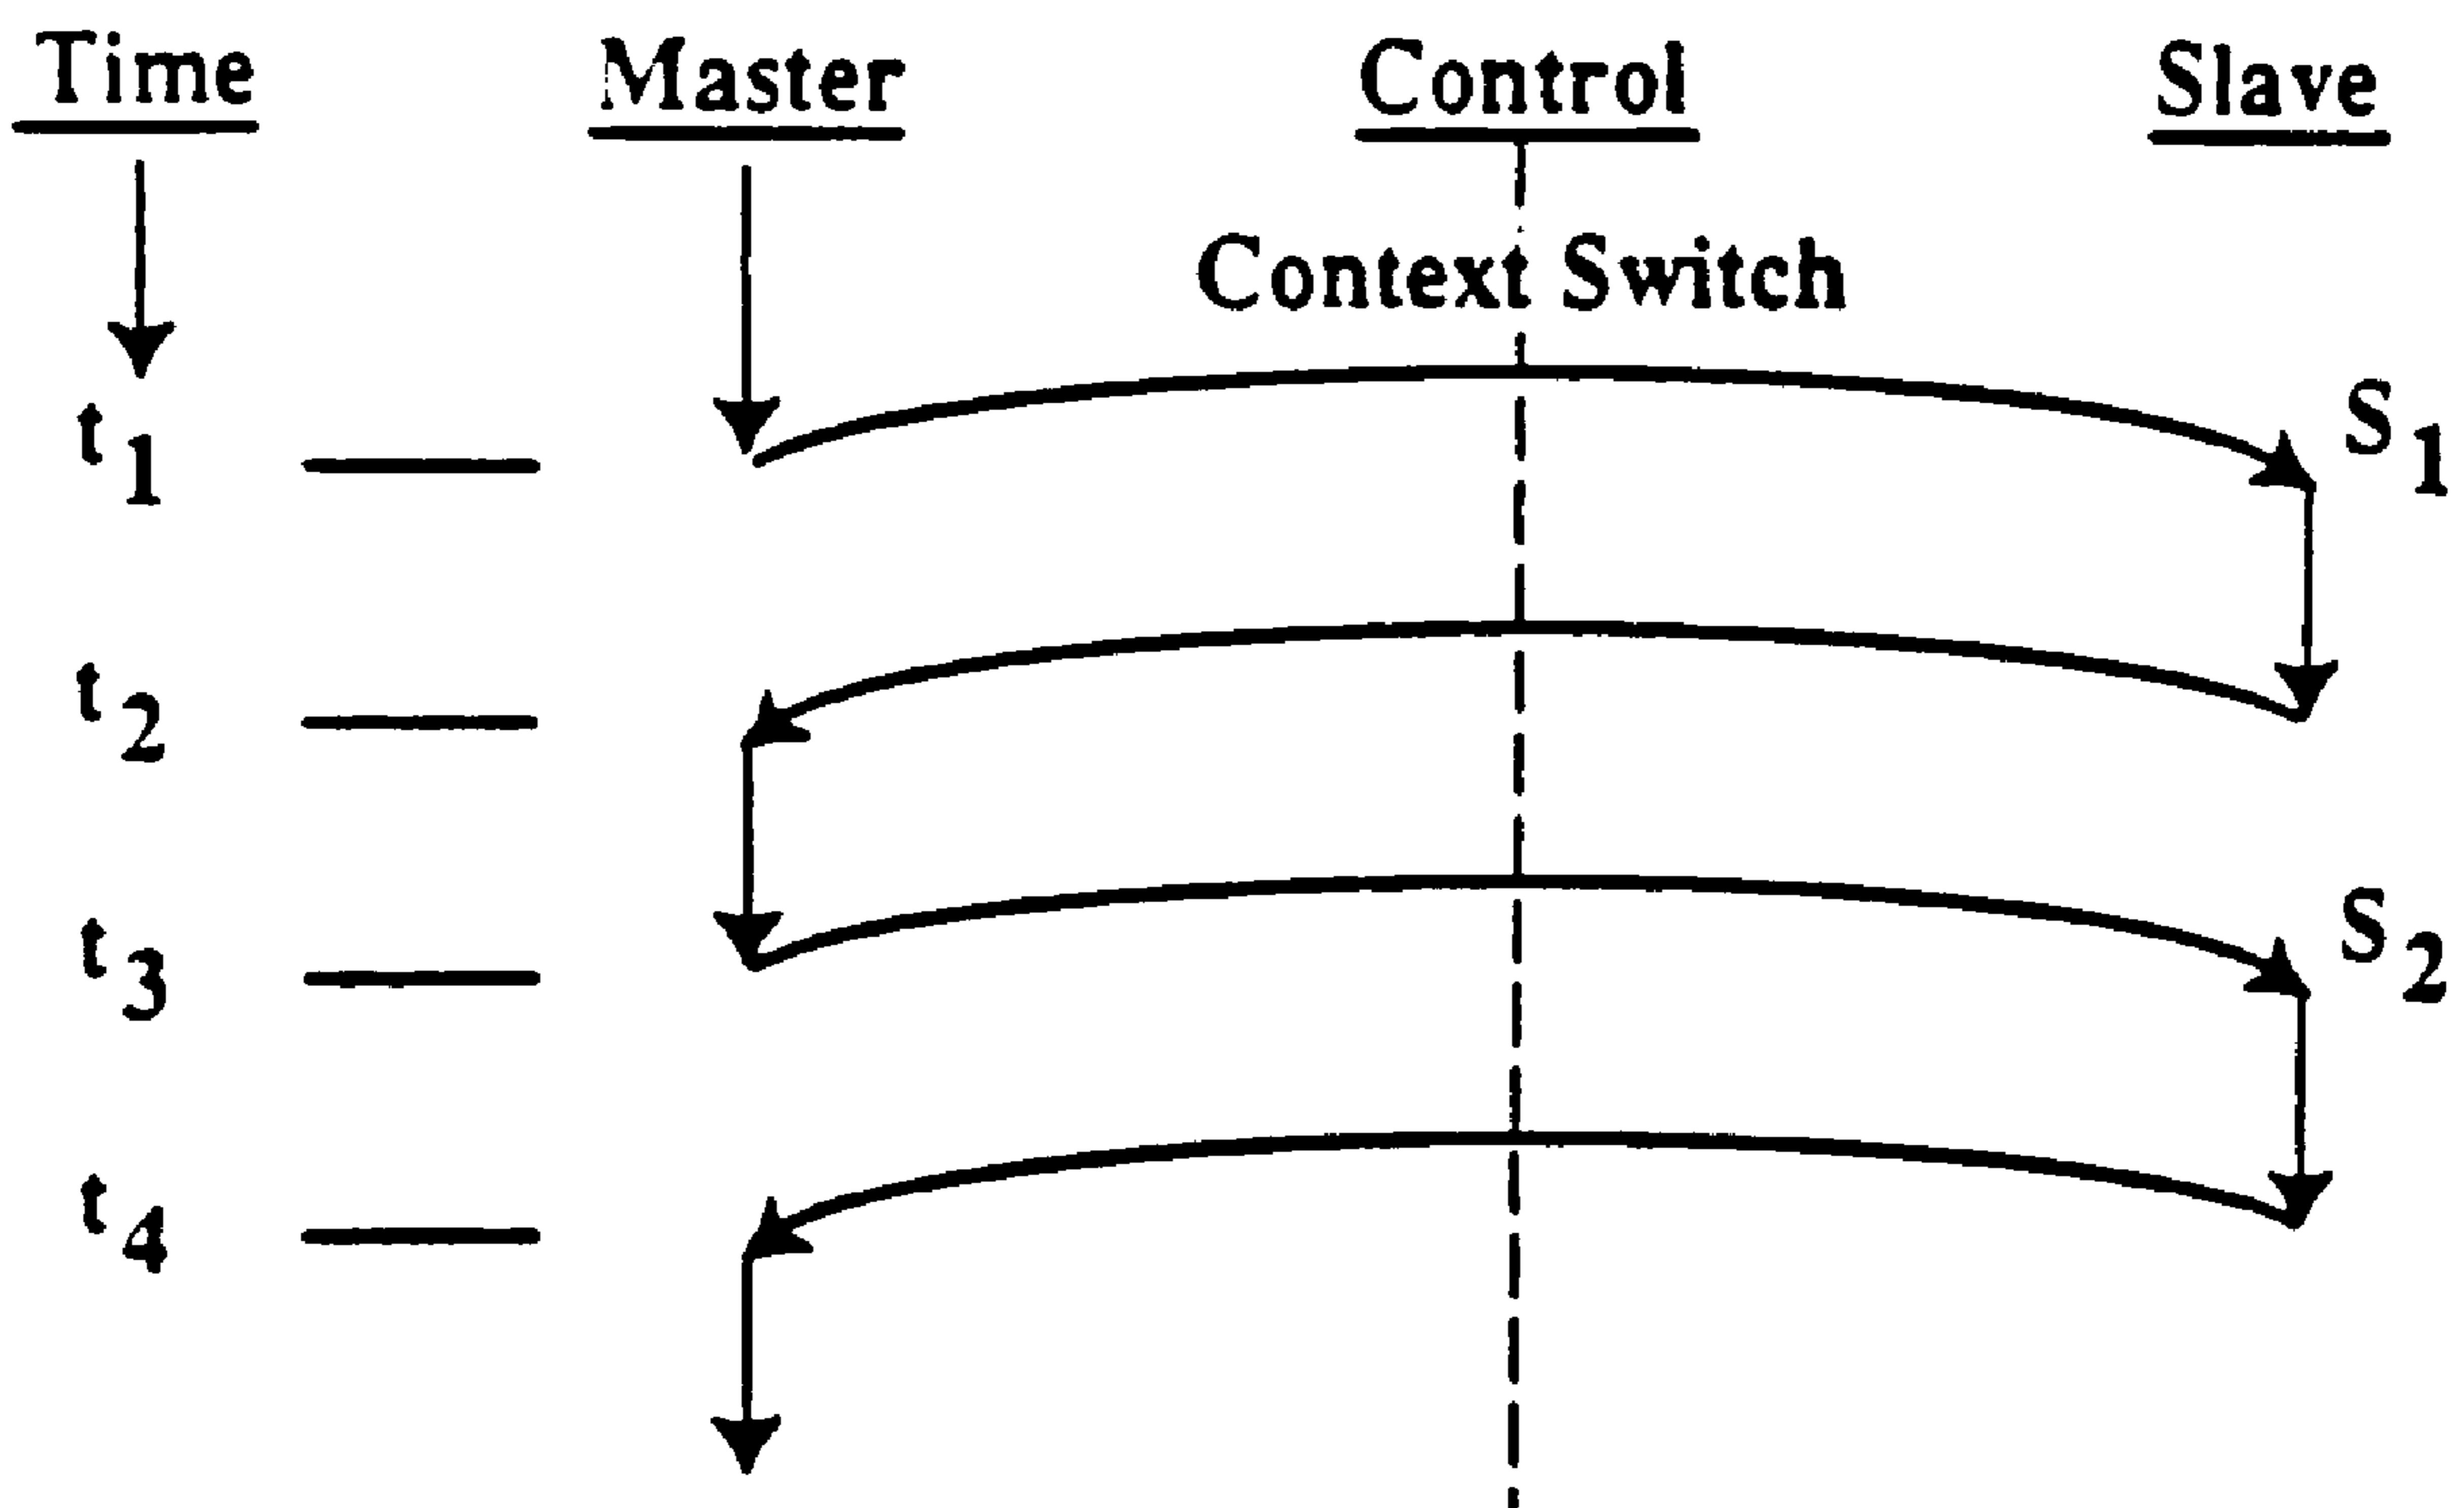 Time Master Control Slave
Context Switch
t1 S1
t2
t3 S2
t4